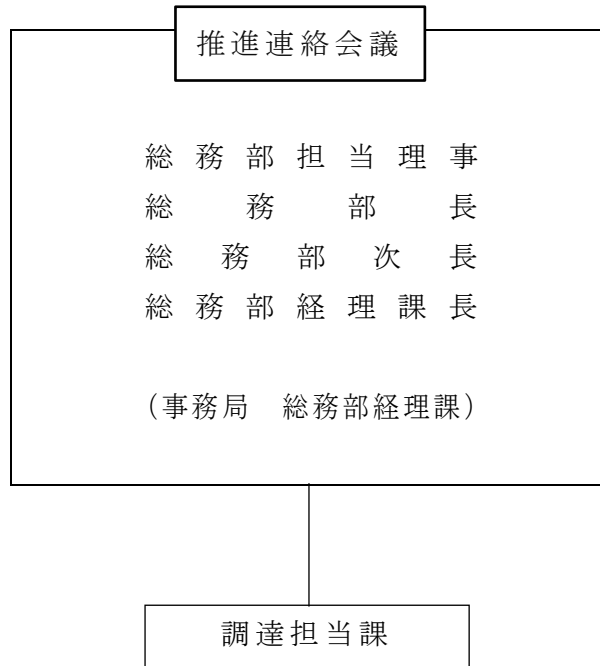 推進連絡会議
総務部担当理事
総務部長
総務部次長
総務部経理課長
（事務局　総務部経理課）
調達担当課